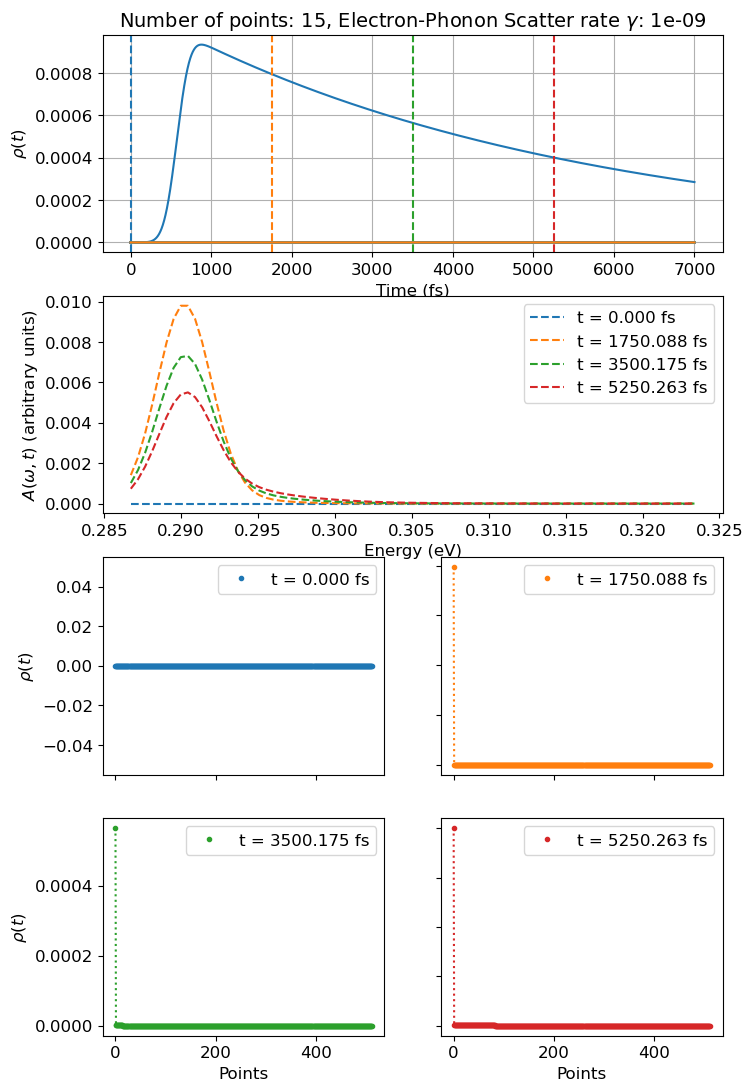 Number of points: 15, Electron-Phonon Scatter rate γ: 1e-09
ρ(t)
0.0008
0.0006
0.0004
0.0002
0.0000
0 1000 2000 3000 4000 5000 6000 7000
Time (fs)
A(ω, t) (arbitrary units)
0.010
0.008
0.006
0.004
0.002
0.000
t = 0.000 fs
t = 1750.088 fs
t = 3500.175 fs
t = 5250.263 fs
0.285 0.290 0.295 0.300 0.305 0.310 0.315 0.320 0.325
Energy (eV)
ρ(t)
0.04
0.02
0.00
−0.02
−0.04
t = 0.000 fs
t = 1750.088 fs
ρ(t)
0.0004
0.0002
0.0000
t = 3500.175 fs
0 200 400
Points
t = 5250.263 fs
0 200 400
Points